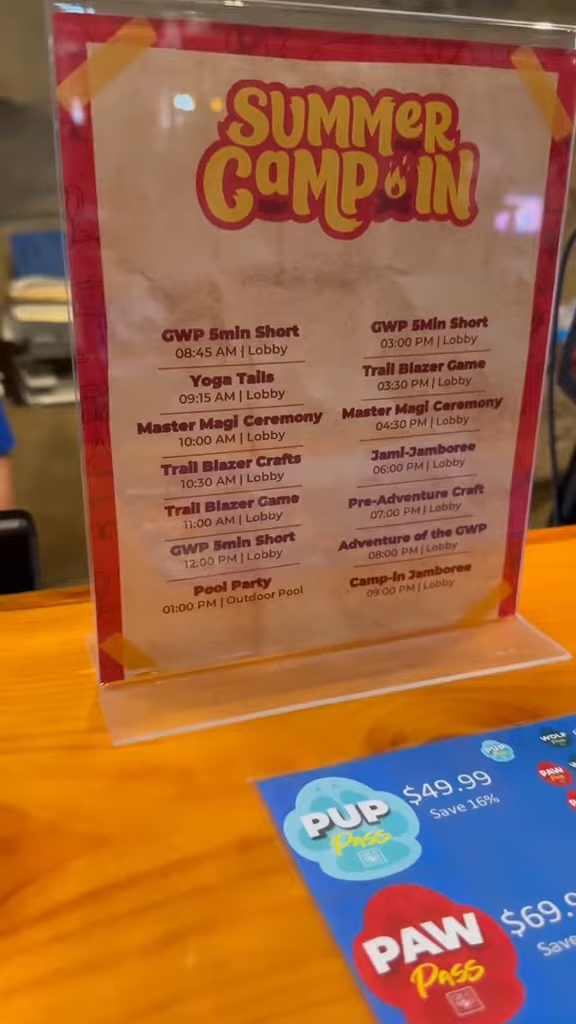 SUMMER
CAMP-IN
GWP 5min Short
08:45 AM | Lobby
Yoga Tails
09:15 AM | Lobby
Master Magi Ceremony
10:00 AM | Lobby
Trail Blazer Crafts
10:30 AM | Lobby
Trail Blazer Game
11:00 AM | Lobby
GWP 5min Short
12:00 PM | Lobby
Pool Party
01:00 PM | Outdoor Pool
GWP 5Min Short
03:00 PM | Lobby
Trail Blazer Game
03:30 PM | Lobby
Master Magi Ceremony
04:30 PM | Lobby
Jami-Jamboree
06:00 PM | Lobby
Pre-Adventure Craft
07:00 PM | Lobby
Adventure of the GWP
08:00 PM | Lobby
Camp-in Jamboree
09:00 PM | Lobby
PUP
Pass
$49.99
Save 16%
PUP
WOLF
PAW
PAW
Pass
$69.9
Save